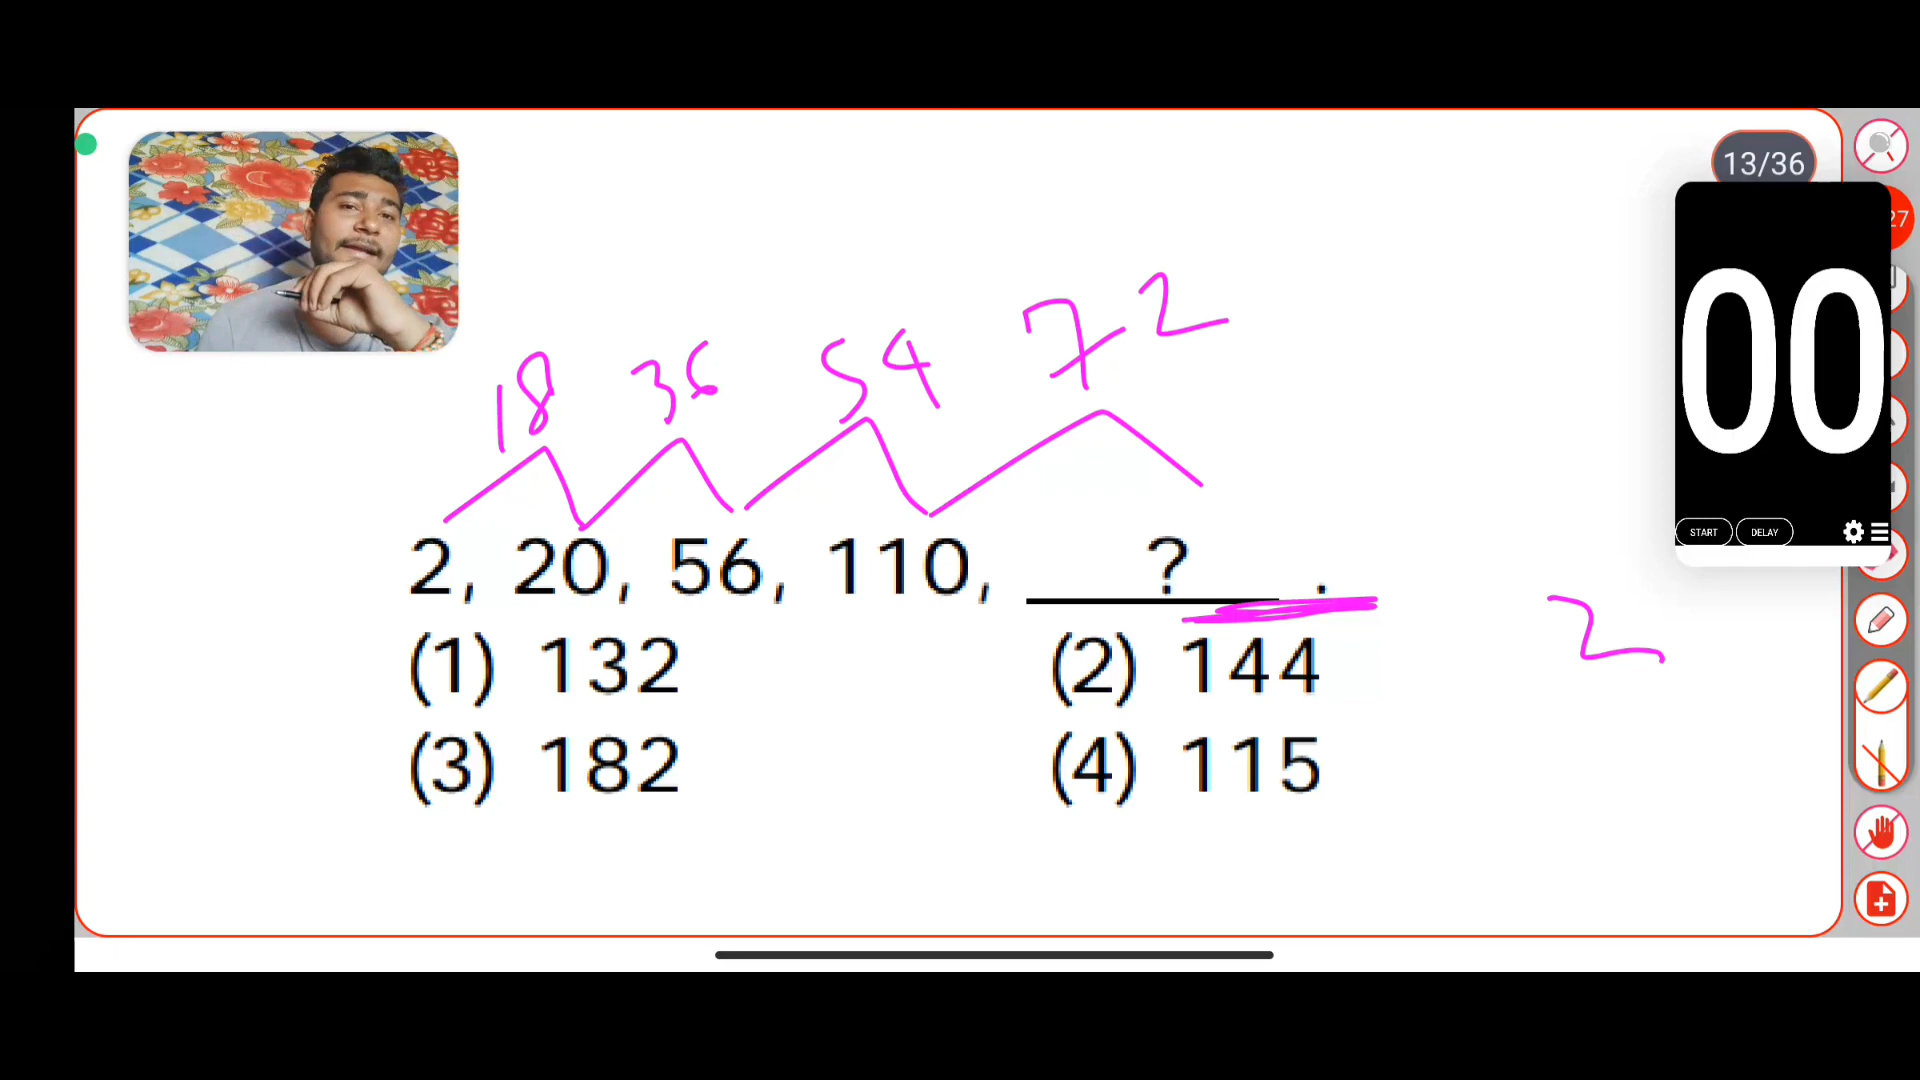 13/36
27
00
START DELAY
18 36 54 72
2, 20, 56, 110, ? .
2
(1) 132 (2) 144
(3) 182 (4) 115